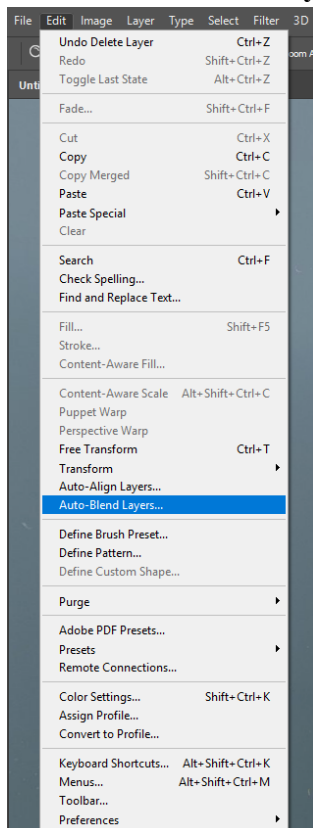 File Edit Image Layer Type Select Filter 3D
oom A
Unti
Undo Delete Layer Ctrl+Z
Redo Shift+Ctrl+Z
Toggle Last State Alt+Ctrl+Z
Fade... Shift+Ctrl+F
Cut Ctrl+X
Copy Ctrl+C
Copy Merged Shift+Ctrl+C
Paste Ctrl+V
Paste Special
Clear
Search Ctrl+F
Check Spelling...
Find and Replace Text...
Fill... Shift+F5
Stroke...
Content-Aware Fill...
Content-Aware Scale Alt+Shift+Ctrl+C
Puppet Warp
Perspective Warp
Free Transform Ctrl+T
Transform
Auto-Align Layers...
Auto-Blend Layers...
Define Brush Preset...
Define Pattern...
Define Custom Shape...
Purge
Adobe PDF Presets...
Presets
Remote Connections...
Color Settings... Shift+Ctrl+K
Assign Profile...
Convert to Profile...
Keyboard Shortcuts... Alt+Shift+Ctrl+K
Menus... Alt+Shift+Ctrl+M
Toolbar...
Preferences